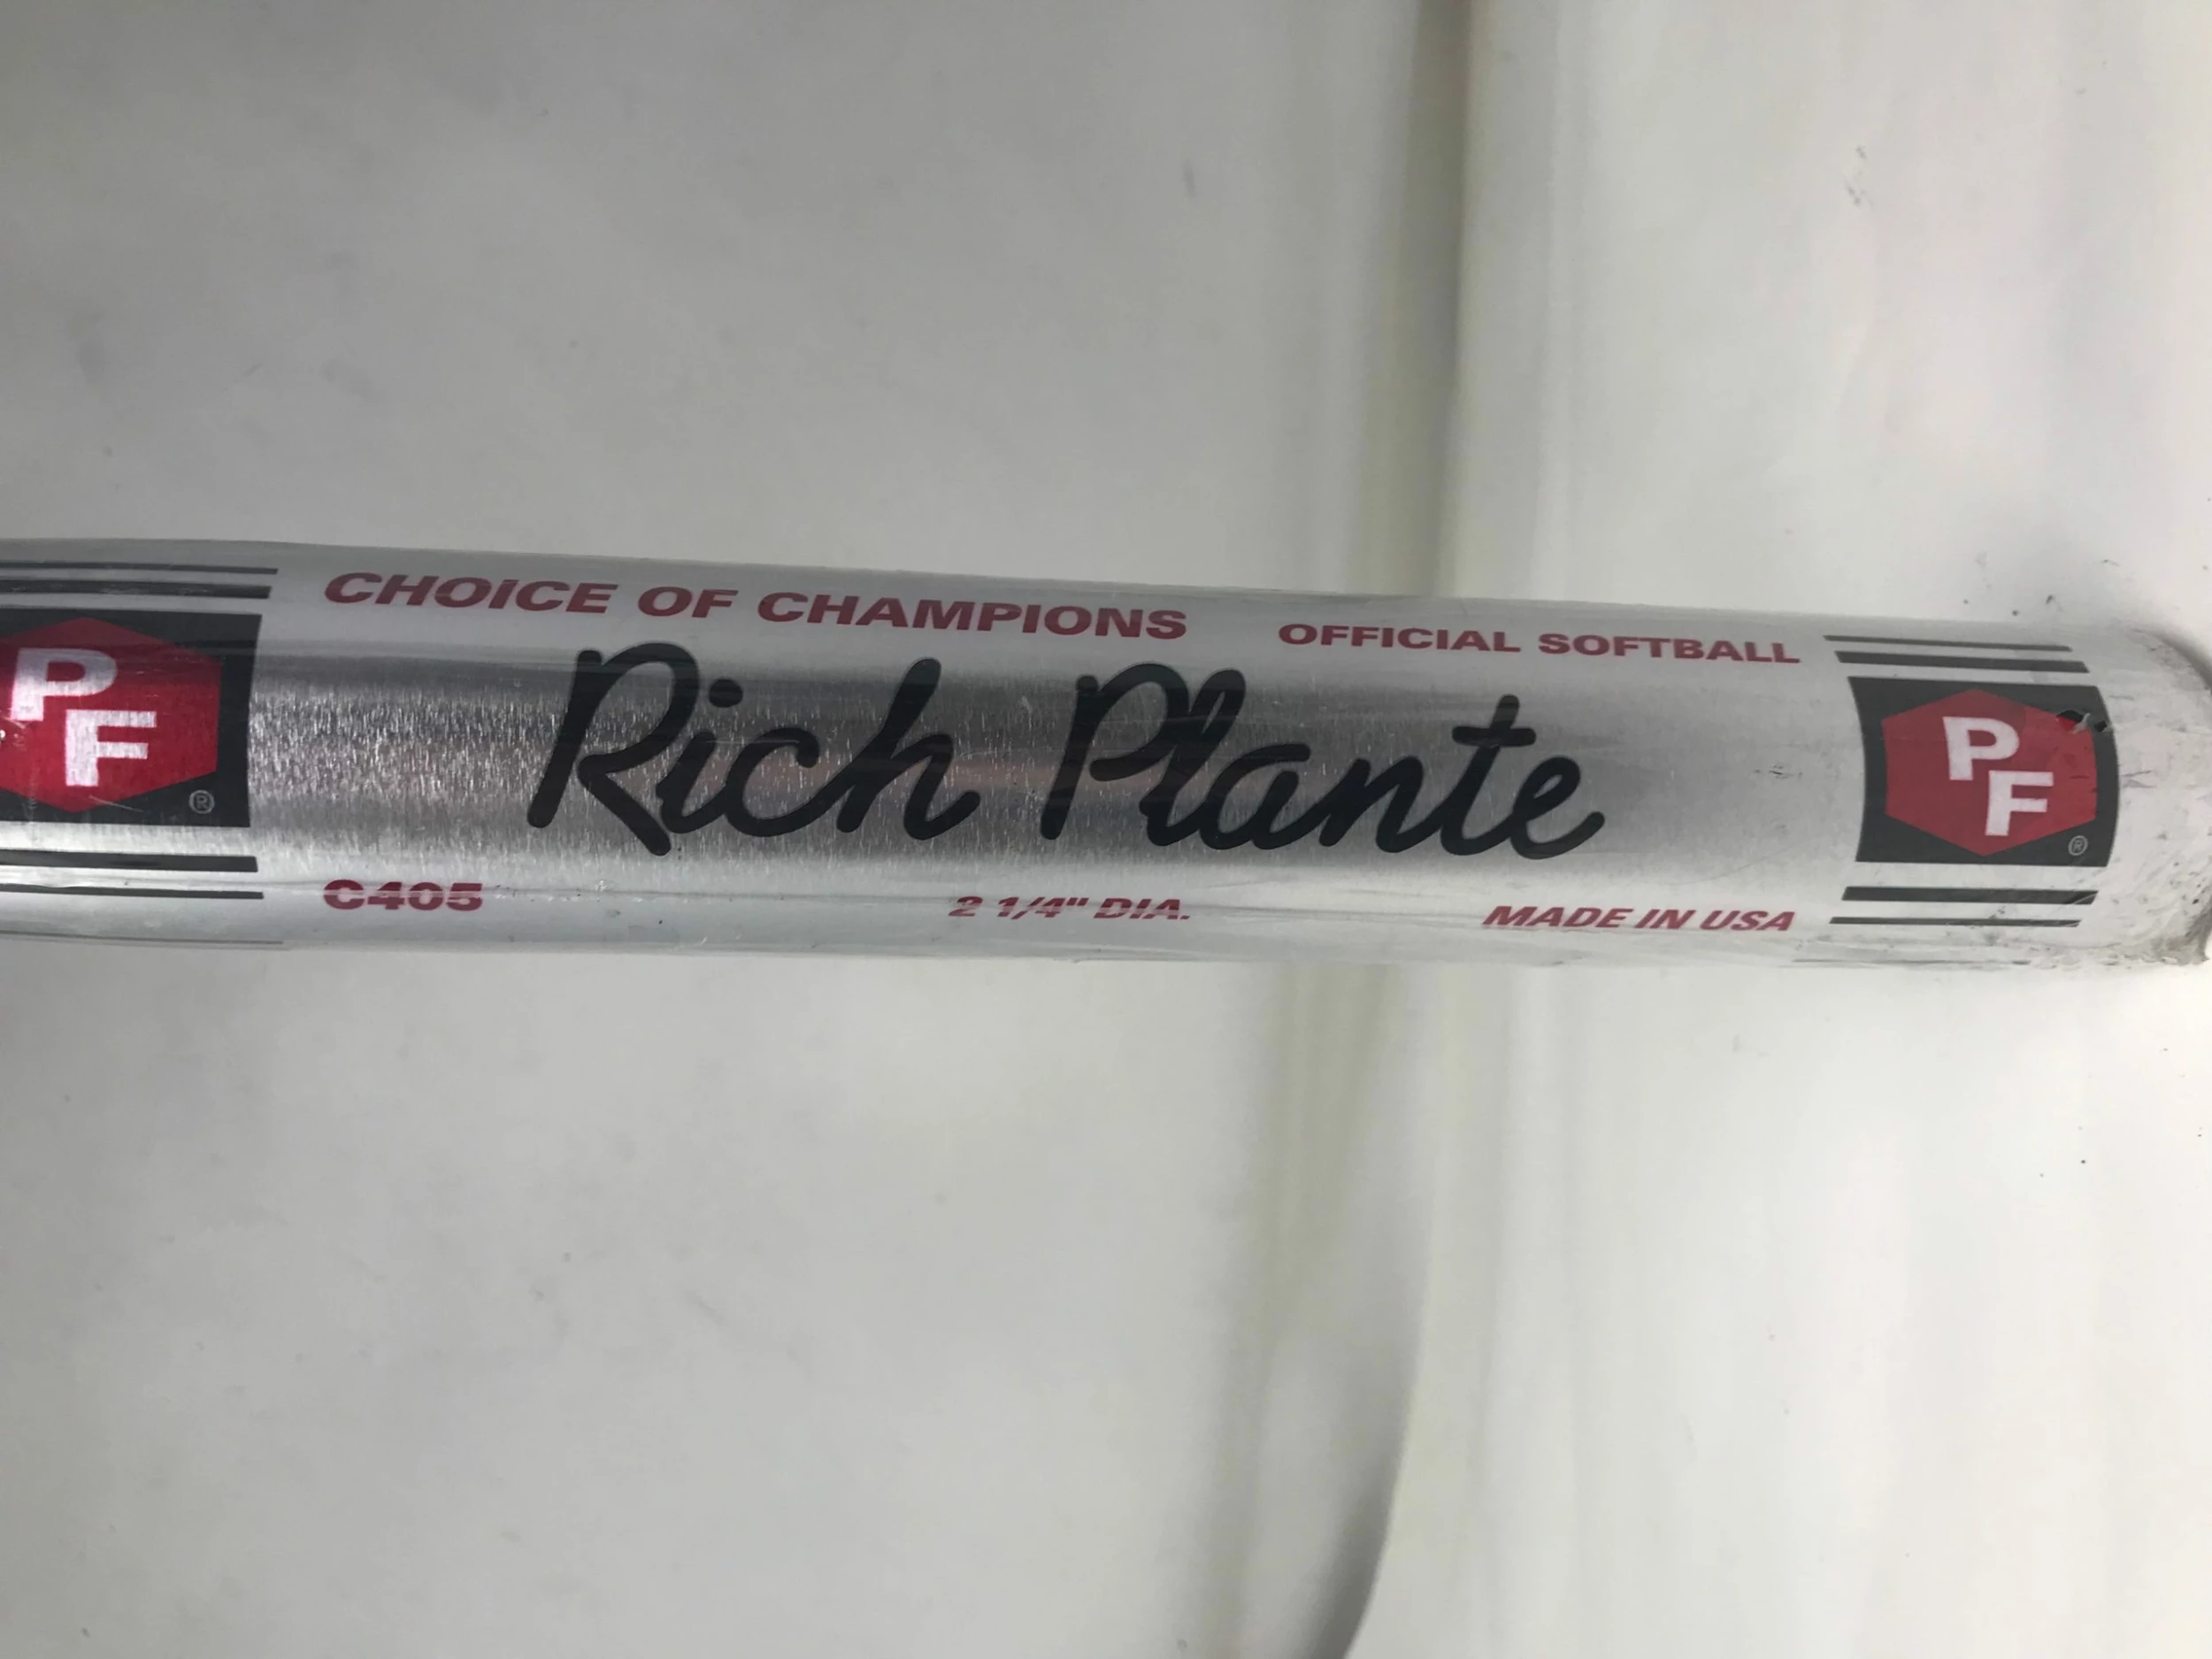 CHOICE OF CHAMPIONS OFFICIAL SOFTBALL
PF ®
Rich Plante
PF ®
C405 2 1/4" DIA. MADE IN USA